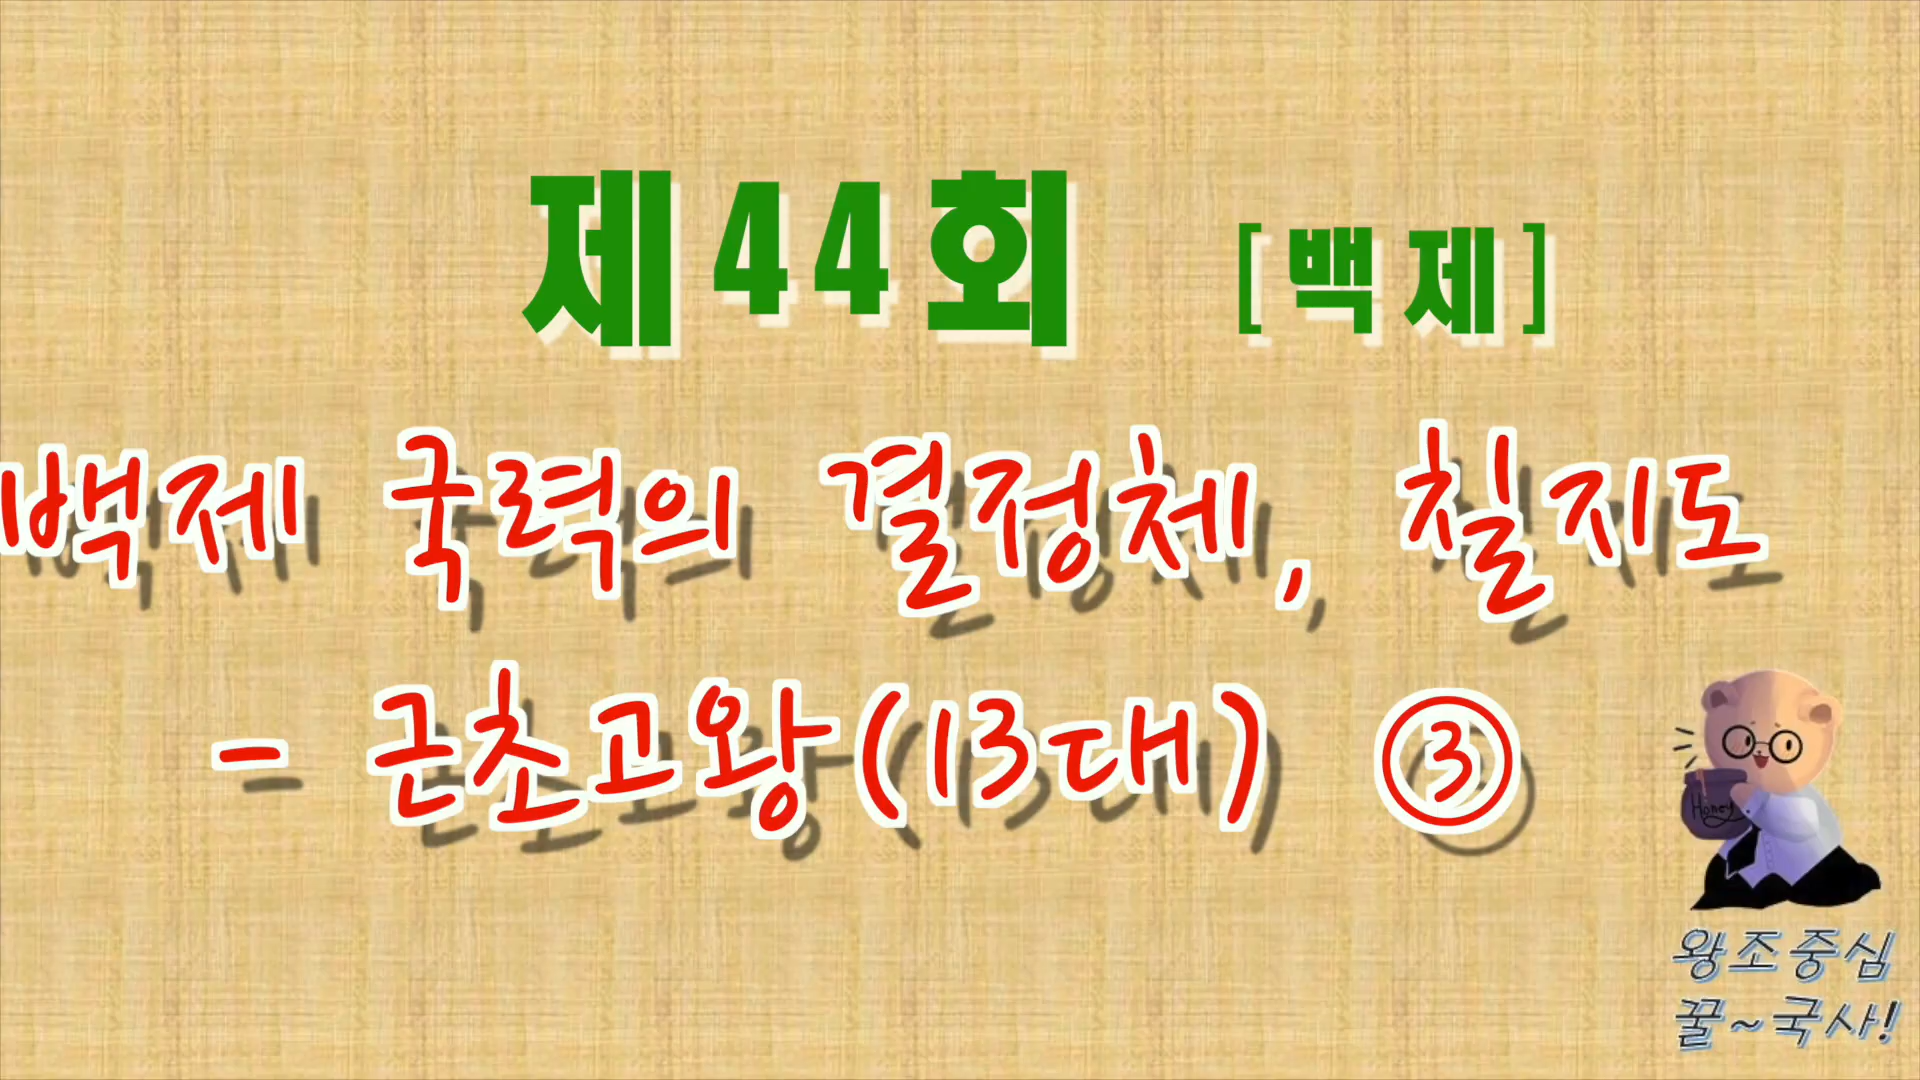 제44회 [백제]
백제 국력의 결정체, 칠지도
- 근초고왕(13대) ③
Honey
왕조중심
꿀~국사!